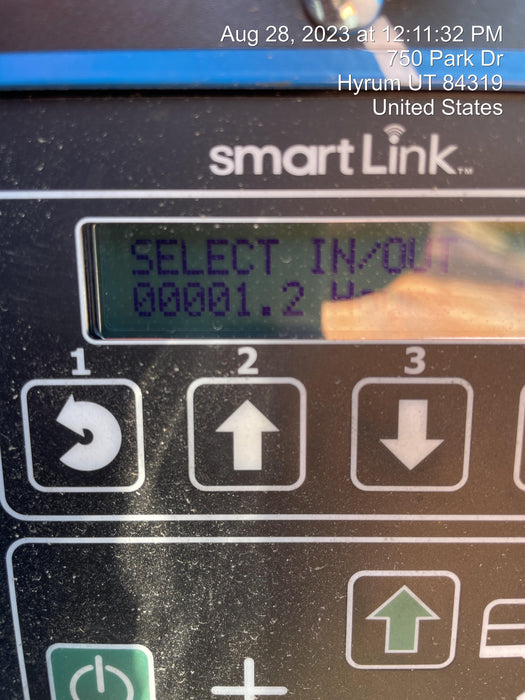 Aug 28, 2023 at 12:11:32 PM
750 Park Dr
Hyrum UT 84319
United States
smartLink™
SELECT IN/OUT
00001.2
1 2 3